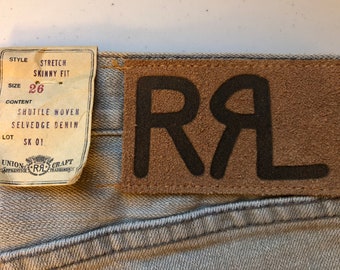 STYLE
STRETCH
SKINNY FIT
SIZE 26
CONTENT
SHUTTLE WOVEN
SELVEDGE DENIM
LOT
SK 01
UNION CRAFT
RRL
RRL